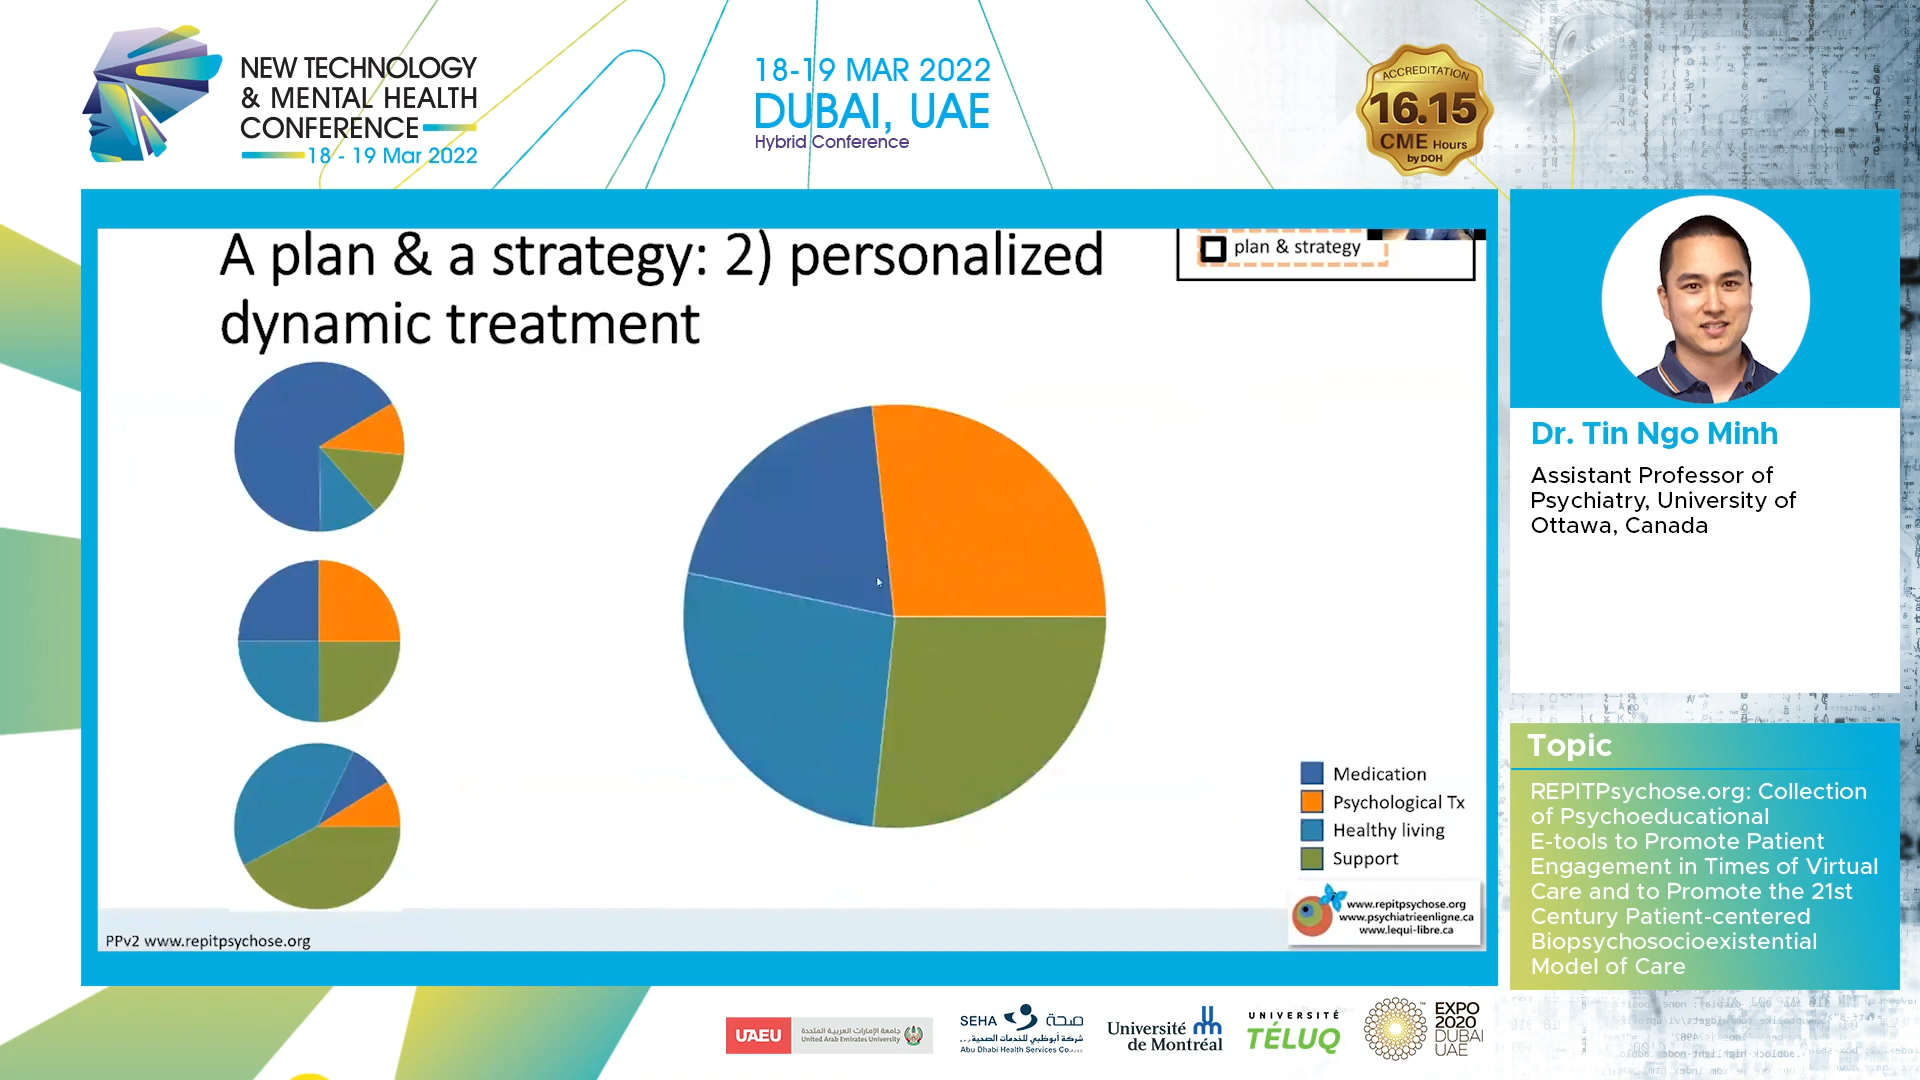 NEW TECHNOLOGY
& MENTAL HEALTH
CONFERENCE
18 - 19 Mar 2022
18-19 MAR 2022
DUBAI, UAE
Hybrid Conference
ACCREDITATION
16.15
CME Hours
by DOH
A plan & a strategy: 2) personalized
dynamic treatment
plan & strategy
Medication
Psychological Tx
Healthy living
Support
www.repitpsychose.org
www.psychiatrieenligne.ca
www.lequi-libre.ca
PPv2 www.repitpsychose.org
Dr. Tin Ngo Minh
Assistant Professor of
Psychiatry, University of
Ottawa, Canada
Topic
REPITPsychose.org: Collection
of Psychoeducational
E-tools to Promote Patient
Engagement in Times of Virtual
Care and to Promote the 21st
Century Patient-centered
Biopsychosocioexistential
Model of Care
UAEU
جامعة الإمارات العربية المتحدة
United Arab Emirates University
SEHA صحة
شركة أبوظبي للخدمات الصحية
Abu Dhabi Health Services Co.
Université
de Montréal
UNIVERSITÉ
TÉLUQ
EXPO
2020
DUBAI
UAE